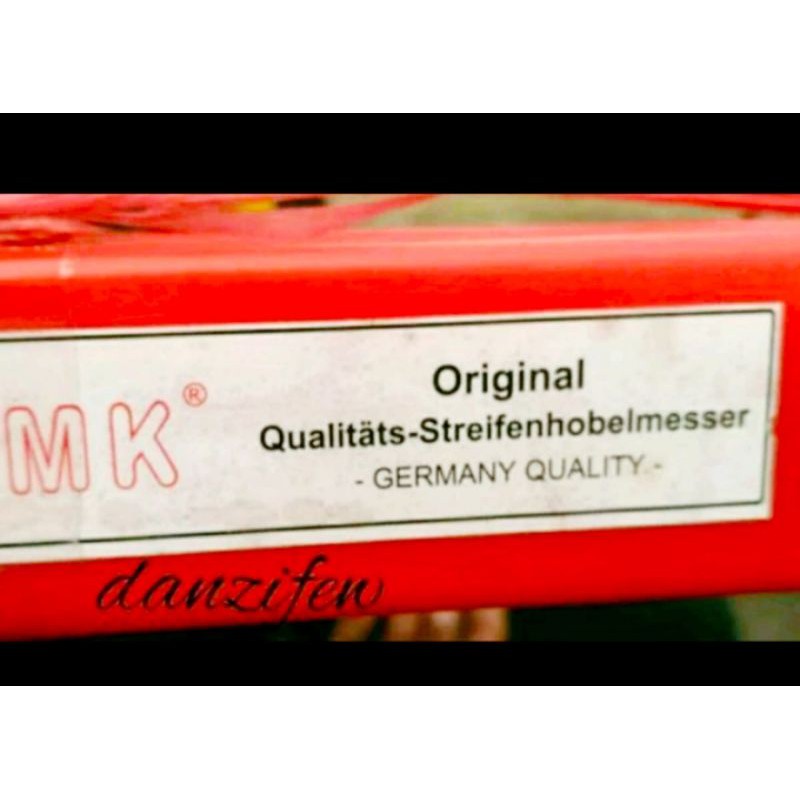 MK®
Original
Qualitäts-Streifenhobelmesser
- GERMANY QUALITY -
danzifen